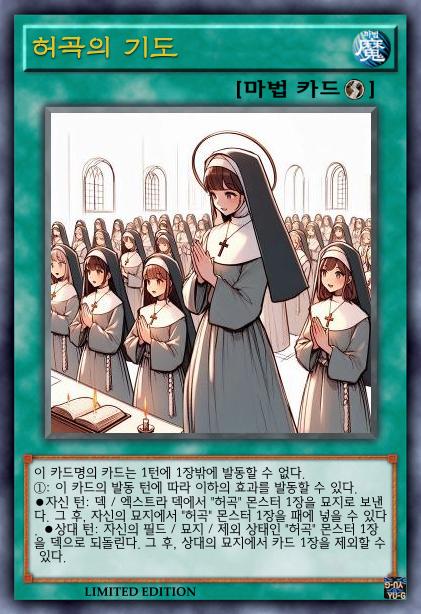 허곡의 기도
마법
魔
[마법 카드]
이 카드명의 카드는 1턴에 1장밖에 발동할 수 없다.
①: 이 카드의 발동 턴에 따라 이하의 효과를 발동할 수 있다.
●자신 턴: 덱 / 엑스트라 덱에서 "허곡" 몬스터 1장을 묘지로 보낸
다. 그 후, 자신의 묘지에서 "허곡" 몬스터 1장을 패에 넣을 수 있다
. ●상대 턴: 자신의 필드 / 묘지 / 제외 상태인 "허곡" 몬스터 1장
을 덱으로 되돌린다. 그 후, 상대의 묘지에서 카드 1장을 제외할 수
있다.
LIMITED EDITION